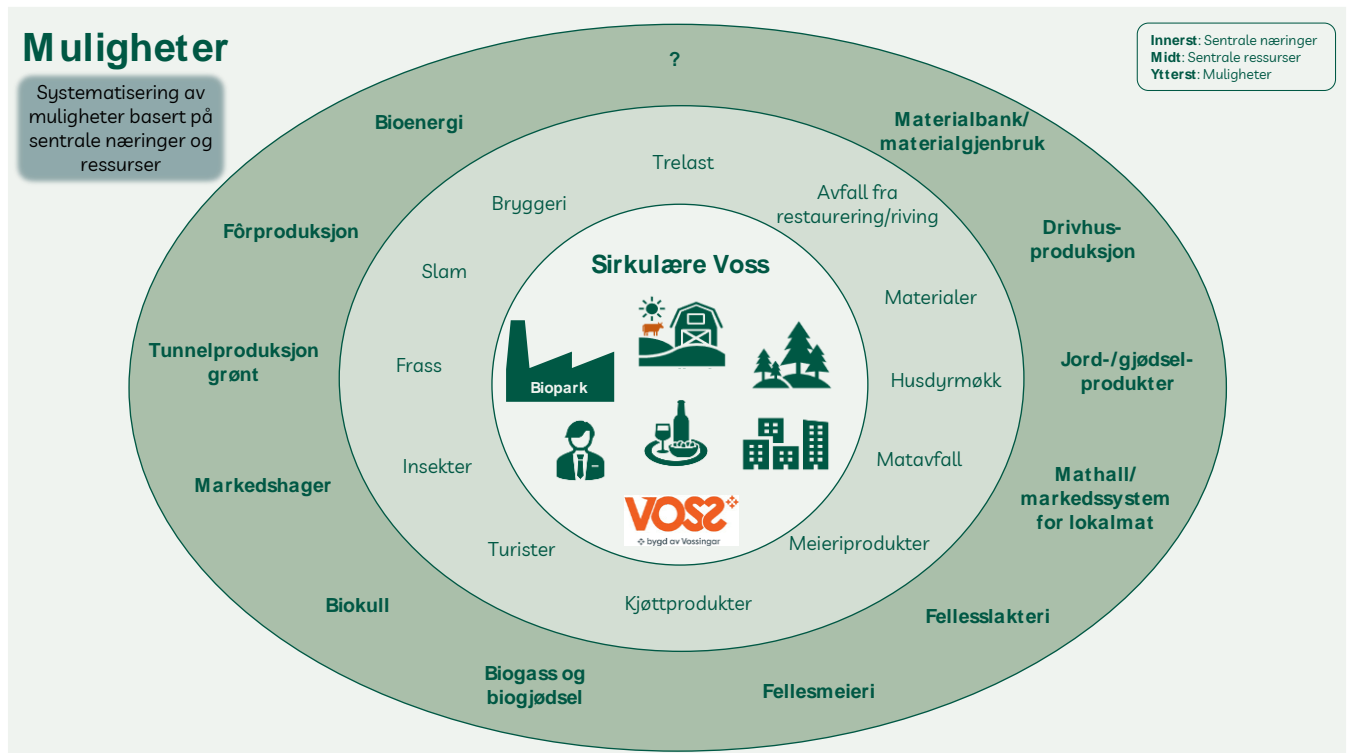 Muligheter
Systematisering av
muligheter basert på
sentrale næringer og
ressurser
Innerst: Sentrale næringer
Midt: Sentrale ressurser
Ytterst: Muligheter
?
Materialbank/
materialgjenbruk
Drivhus-
produksjon
Jord-/gjødsel-
produkter
Mathall/
markedssystem
for lokalmat
Fellesslakteri
Fellesmeieri
Biogass og
biogjødsel
Biokull
Markedshager
Tunnelproduksjon
grønt
Fôrproduksjon
Bioenergi
Trelast
Avfall fra
restaurering/riving
Materialer
Husdyrmøkk
Matavfall
Meieriprodukter
Kjøttprodukter
Turister
Insekter
Frass
Slam
Bryggeri
Sirkulære Voss
Biopark
VOSS
bygd av Vossingar